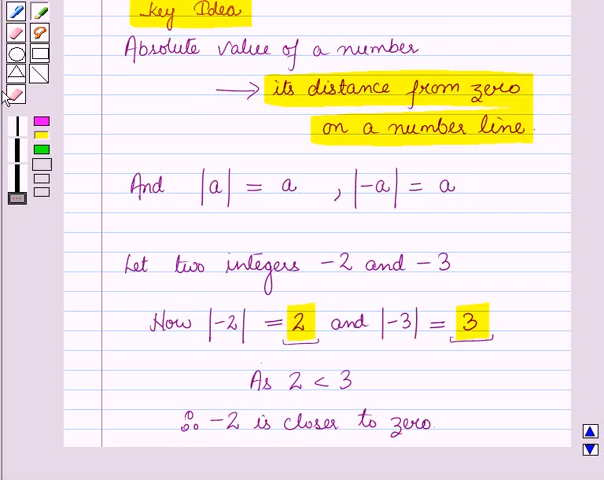 Key Idea
Absolute value of a number
→ its distance from zero
on a number line.
And |a| = a , |-a| = a
Let two integers -2 and -3
Now |-2| = 2 and |-3| = 3
As 2 < 3
∴ -2 is closer to zero.